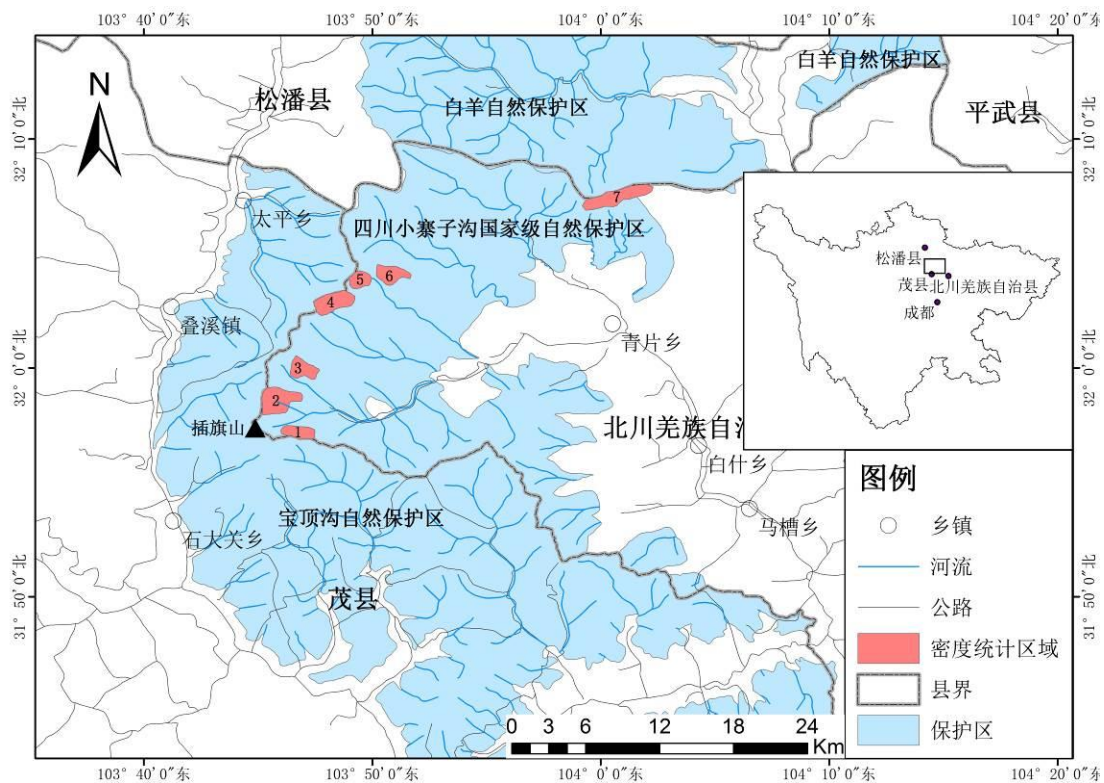 103° 40′0″东
103° 50′0″东
104° 0′0″东
104° 10′0″东
104° 20′0″东
白羊自然保护区
N
松潘县
白羊自然保护区
平武县
32° 10′0″北
32° 10′0″北
太平乡
7
四川小寨子沟国家级自然保护区
5
6
4
松潘县
茂县
北川羌族自治县
成都
叠溪镇
青片乡
3
32° 0′0″北
32° 0′0″北
2
插旗山
1
北川羌族自治
白什乡
图例
宝顶沟自然保护区
马槽乡
石大关乡
乡镇
河流
31° 50′0″北
31° 50′0″北
茂县
公路
密度统计区域
县界
保护区
0 3 6 12 18 24
Km
103° 40′0″东
103° 50′0″东
104° 0′0″东
104° 10′0″东
104° 20′0″东